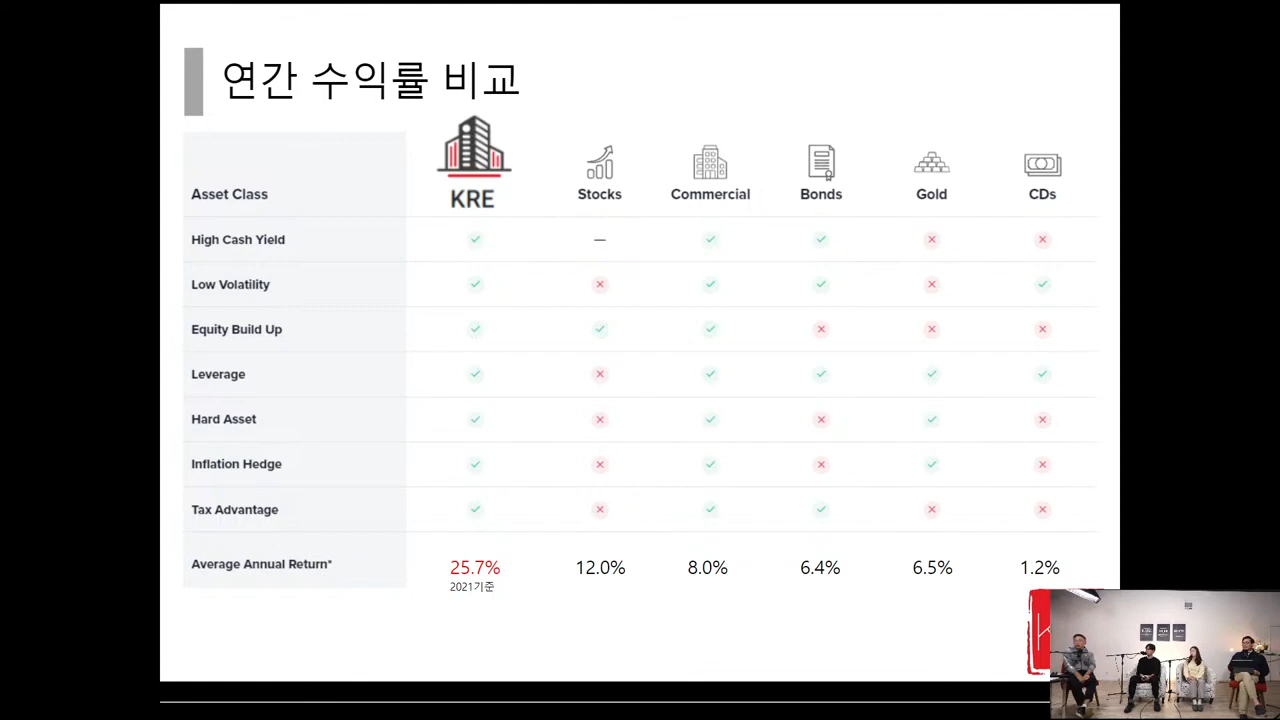 연간 수익률 비교
Asset Class KRE Stocks Commercial Bonds Gold CDs
High Cash Yield
Low Volatility
Equity Build Up
Leverage
Hard Asset
Inflation Hedge
Tax Advantage
Average Annual Return* 25.7% 12.0% 8.0% 6.4% 6.5% 1.2%
2021기준